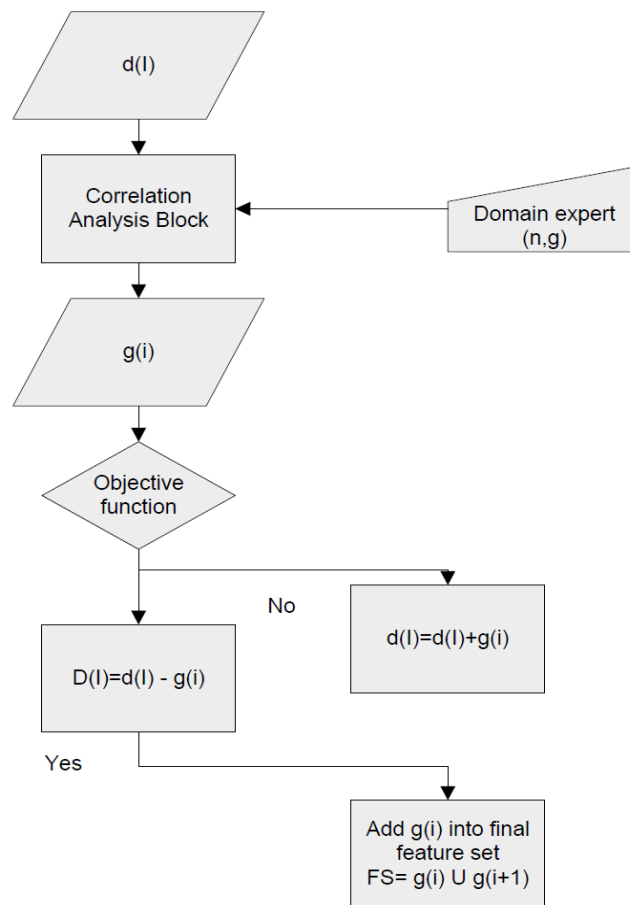 d(I)
Correlation
Analysis Block
Domain expert
(n,g)
g(i)
Objective
function
No
d(I)=d(I)+g(i)
D(I)=d(I) - g(i)
Yes
Add g(i) into final
feature set
FS= g(i) U g(i+1)